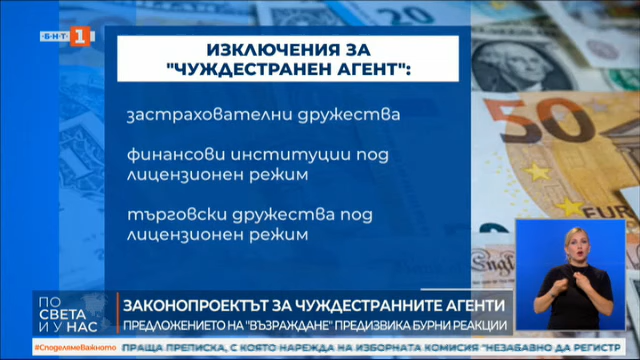 БНТ 1
ИЗКЛЮЧЕНИЯ ЗА
"ЧУЖДЕСТРАНЕН АГЕНТ":
застрахователни дружества
финансови институции под
лицензионен режим
търговски дружества под
лицензионен режим
50
EUR
ПО
СВЕТА
И У НАС
ЗАКОНОПРОЕКТЪТ ЗА ЧУЖДЕСТРАННИТЕ АГЕНТИ
ПРЕДЛОЖЕНИЕТО НА "ВЪЗРАЖДАНЕ" ПРЕДИЗВИКА БУРНИ РЕАКЦИИ
#СподелямеВажното
ПРАЩА ПРЕПИСКА, С КОЯТО НАРЕЖДА НА ИЗБОРНАТА КОМИСИЯ "НЕЗАБАВНО ДА РЕГИСТР